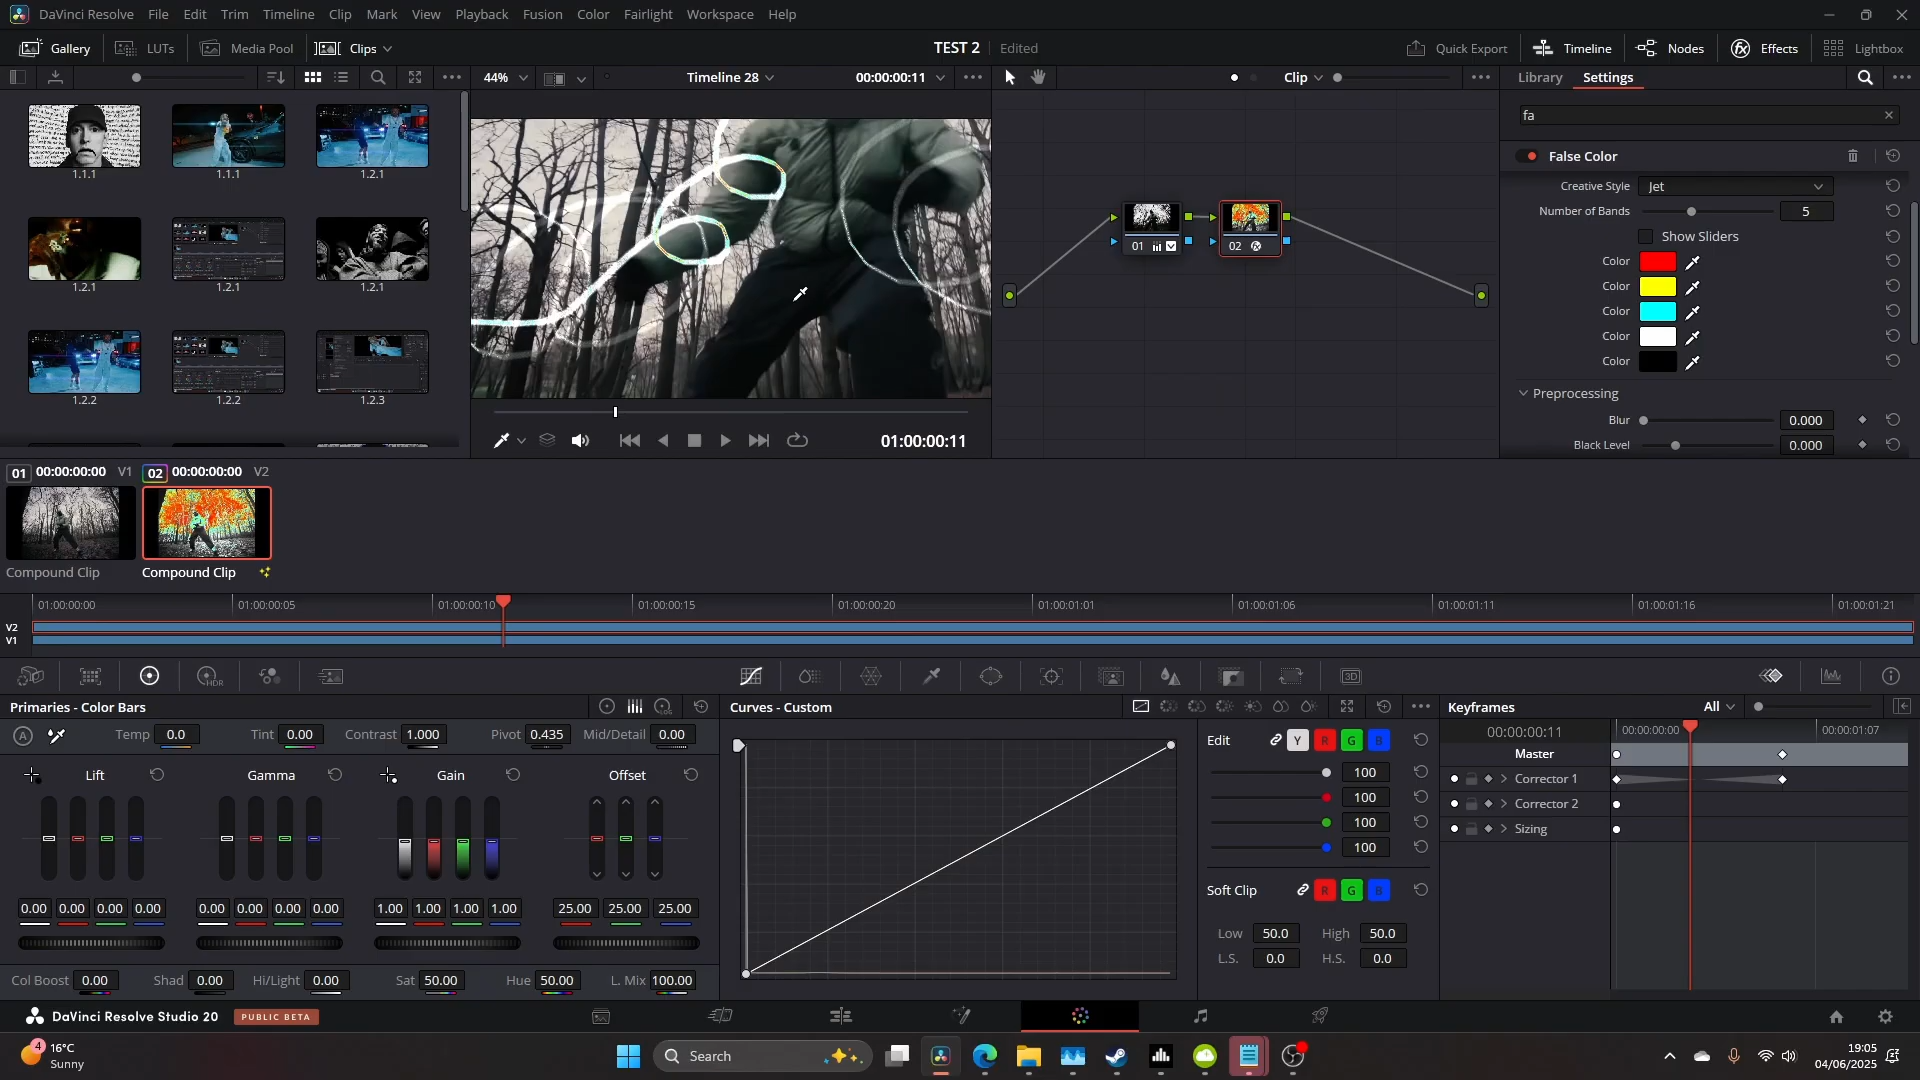 DaVinci Resolve File Edit Trim Timeline Clip Mark View Playback Fusion Color Fairlight Workspace Help
Gallery LUTs Media Pool Clips TEST 2 Edited Quick Export Timeline Nodes Effects Lightbox
44% Timeline 28 00:00:00:11 Clip Library Settings
fa
1.1.1 1.1.1 1.2.1
False Color
Creative Style Jet
Number of Bands 5
Show Sliders
01 02
Color
1.2.1 1.2.1 1.2.1
Color
Color
Color
Color
1.2.2 1.2.2 1.2.3
Preprocessing
Blur 0.000
Black Level 0.000
01:00:00:11
01 00:00:00:00 V1 02 00:00:00:00 V2
Compound Clip Compound Clip
01:00:00:00 01:00:00:05 01:00:00:10 01:00:00:15 01:00:00:20 01:00:01:01 01:00:01:06 01:00:01:11 01:00:01:16 01:00:01:21
V2
V1
HDR 3D
Primaries - Color Bars LOG Curves - Custom Keyframes All
A Temp 0.0 Tint 0.00 Contrast 1.000 Pivot 0.435 Mid/Detail 0.00
Edit Y R G B
00:00:00:11 00:00:00:00 00:00:01:07
Master
Lift Gamma Gain Offset
100
Corrector 1
100
Corrector 2
100
Sizing
100
Soft Clip R G B
0.00 0.00 0.00 0.00 0.00 0.00 0.00 0.00 1.00 1.00 1.00 1.00 25.00 25.00 25.00
Low 50.0 High 50.0
L.S. 0.0 H.S. 0.0
Col Boost 0.00 Shad 0.00 Hi/Light 0.00 Sat 50.00 Hue 50.00 L. Mix 100.00
DaVinci Resolve Studio 20 PUBLIC BETA
4 16°C
Sunny
Search
19:05
04/06/2025